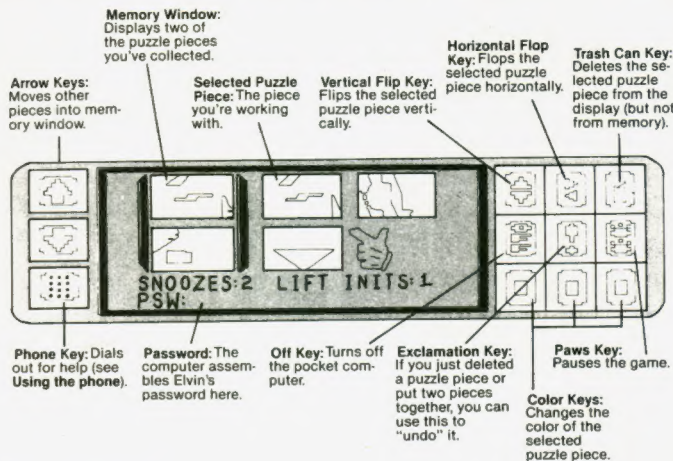 Memory Window:
Displays two of
the puzzle pieces
you've collected.
Arrow Keys:
Moves other
pieces into mem-
ory window.
Selected Puzzle
Piece: The piece
you're working
with.
Vertical Flip Key:
Flips the selected
puzzle piece verti-
cally.
Horizontal Flop
Key: Flops the
selected puzzle
piece horizontally.
Trash Can Key:
Deletes the se-
lected puzzle
piece from the
display (but not
from memory).
SNOOZES:2 LIFT INITS:1
PSW:
Phone Key: Dials
out for help (see
Using the phone).
Password: The
computer assem-
bles Elvin's
password here.
Off Key: Turns off
the pocket com-
puter.
Exclamation Key:
If you just deleted
a puzzle piece or
put two pieces
together, you can
use this to
"undo" it.
Color Keys:
Changes the
color of the
selected
puzzle piece.
Paws Key:
Pauses the game.